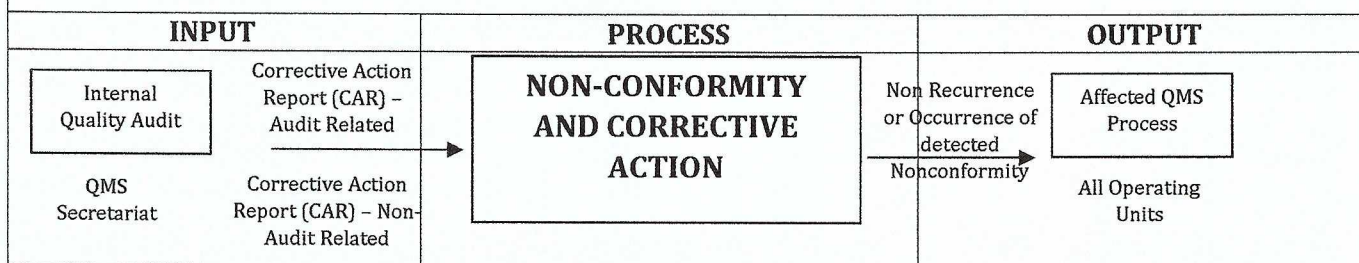 INPUT
PROCESS
OUTPUT
Internal
Quality Audit
QMS
Secretariat
Corrective Action
Report (CAR) –
Audit Related
Corrective Action
Report (CAR) – Non-
Audit Related
NON-CONFORMITY
AND CORRECTIVE
ACTION
Non Recurrence
or Occurrence of
detected
Nonconformity
Affected QMS
Process
All Operating
Units